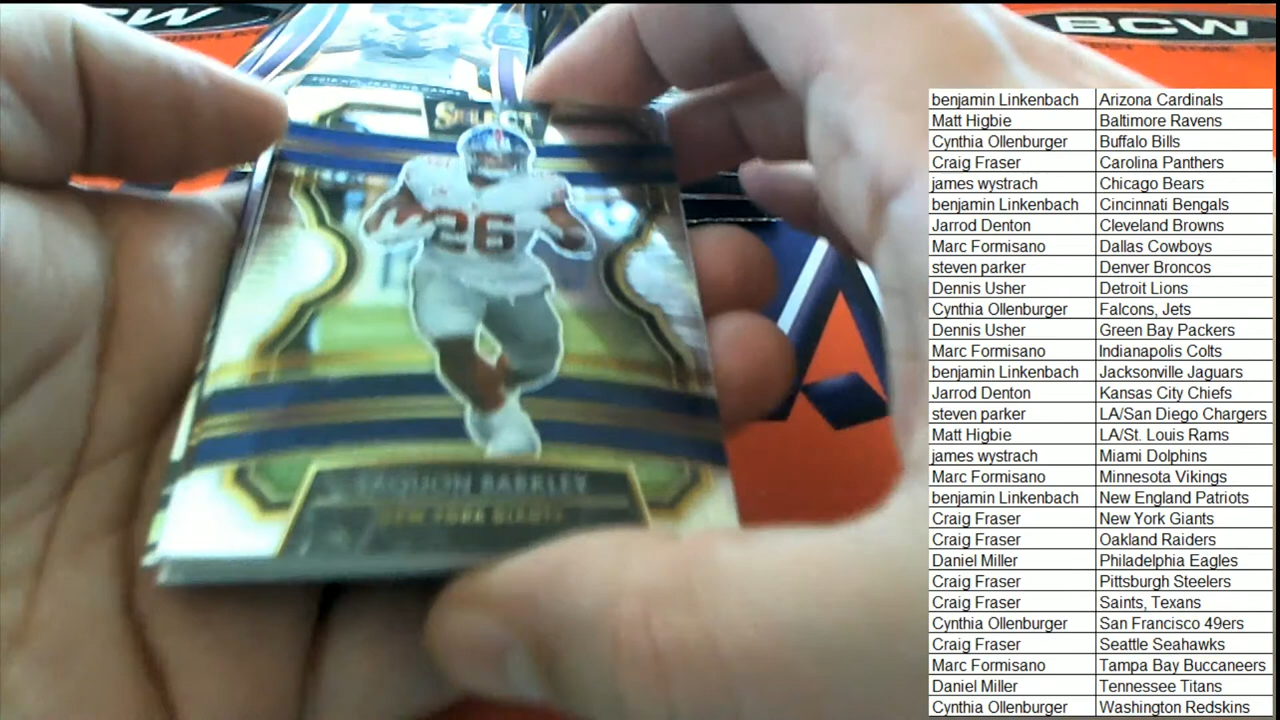 BCW
BCW
2018 NFL TRADING CARDS
SELECT
26
BARKLEY
NEW YORK GIANTS
benjamin Linkenbach Arizona Cardinals
Matt Higbie Baltimore Ravens
Cynthia Ollenburger Buffalo Bills
Craig Fraser Carolina Panthers
james wystrach Chicago Bears
benjamin Linkenbach Cincinnati Bengals
Jarrod Denton Cleveland Browns
Marc Formisano Dallas Cowboys
steven parker Denver Broncos
Dennis Usher Detroit Lions
Cynthia Ollenburger Falcons, Jets
Dennis Usher Green Bay Packers
Marc Formisano Indianapolis Colts
benjamin Linkenbach Jacksonville Jaguars
Jarrod Denton Kansas City Chiefs
steven parker LA/San Diego Chargers
Matt Higbie LA/St. Louis Rams
james wystrach Miami Dolphins
Marc Formisano Minnesota Vikings
benjamin Linkenbach New England Patriots
Craig Fraser New York Giants
Craig Fraser Oakland Raiders
Daniel Miller Philadelphia Eagles
Craig Fraser Pittsburgh Steelers
Craig Fraser Saints, Texans
Cynthia Ollenburger San Francisco 49ers
Craig Fraser Seattle Seahawks
Marc Formisano Tampa Bay Buccaneers
Daniel Miller Tennessee Titans
Cynthia Ollenburger Washington Redskins